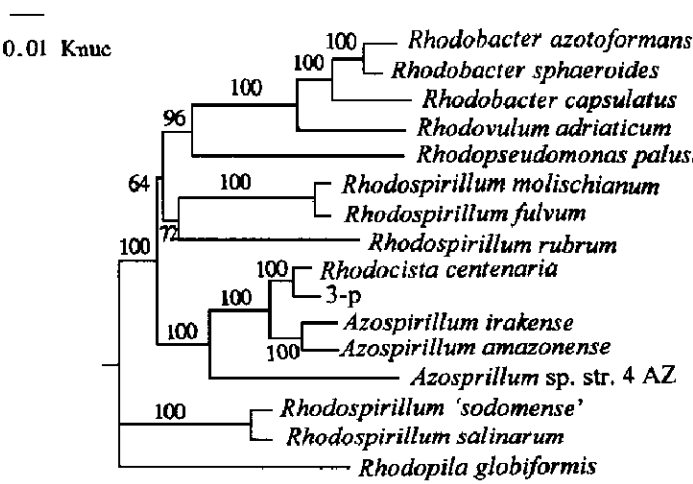 0.01 Knuc
100
Rhodobacter azotoformans
100
Rhodobacter sphaeroides
100
Rhodobacter capsulatus
96
Rhodovulum adriaticum
Rhodopseudomonas palus
64
100
Rhodospirillum molischianum
Rhodospirillum fulvum
72
Rhodospirillum rubrum
100
100
Rhodocista centenaria
100
3-p
Azospirillum irakense
100
100
Azospirillum amazonense
Azosprillum sp. str. 4 AZ
100
Rhodospirillum 'sodomense'
Rhodospirillum salinarum
Rhodopila globiformis